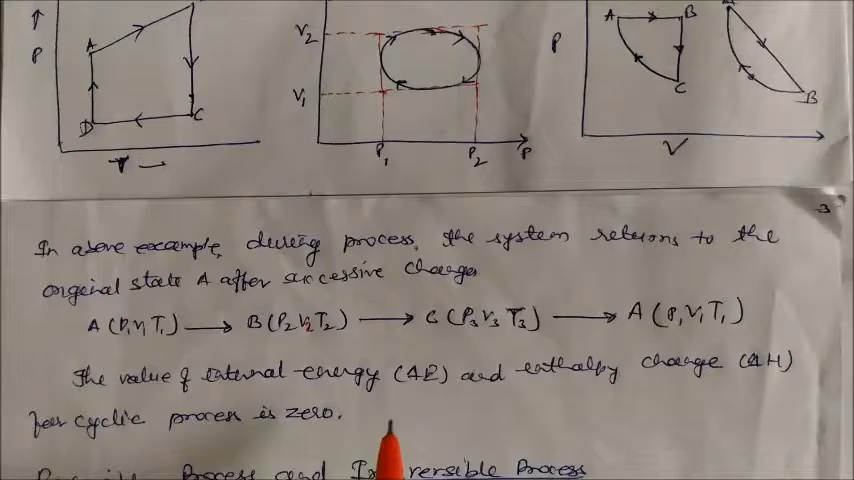 P
A
D
C
T
V2
V1
P1
P2
P
P
A
B
C
B
V
3
In above example, during process, the system returns to the
original state A after successive changes
A (P1V1T1) → B (P2V2T2) → C (P3V3T3) → A (P1V1T1)
The value of internal energy (ΔE) and enthalpy change (ΔH)
for cyclic process is zero.
Process and Irreversible Process